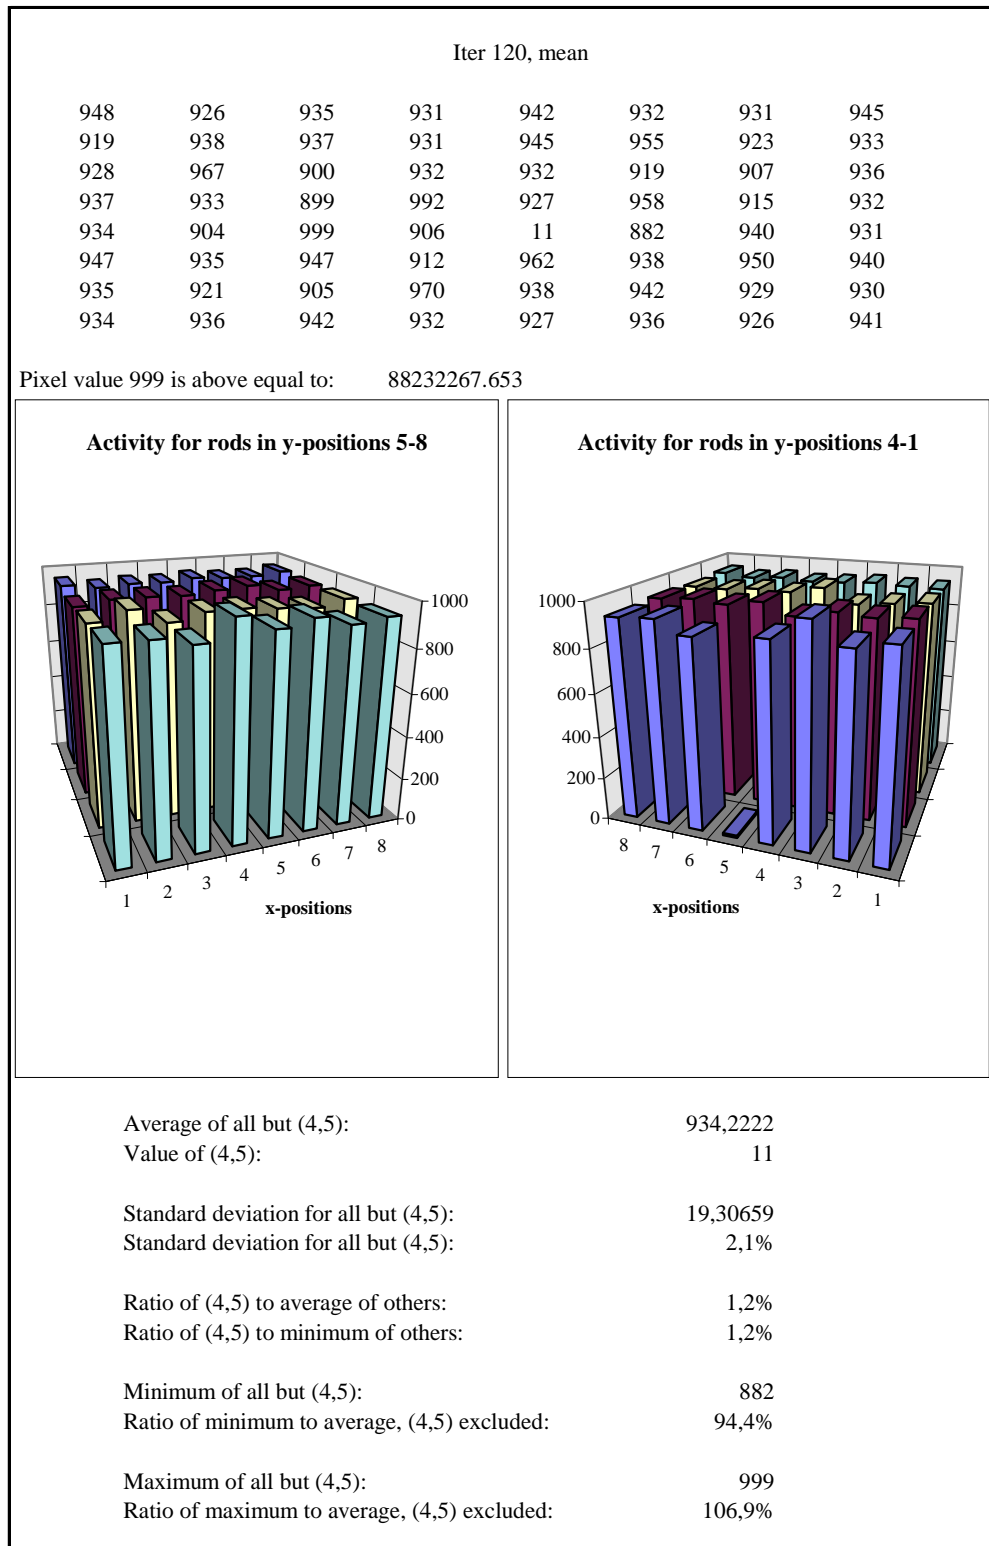 Iter 120, mean
948 926 935 931 942 932 931 945
919 938 937 931 945 955 923 933
928 967 900 932 932 919 907 936
937 933 899 992 927 958 915 932
934 904 999 906 11 882 940 931
947 935 947 912 962 938 950 940
935 921 905 970 938 942 929 930
934 936 942 932 927 936 926 941
Pixel value 999 is above equal to: 88232267.653
Activity for rods in y-positions 5-8
1000
800
600
400
200
0
1 2 3 4 5 6 7 8
x-positions
Activity for rods in y-positions 4-1
1000
800
600
400
200
0
8 7 6 5 4 3 2 1
x-positions
Average of all but (4,5): 934,2222
Value of (4,5): 11
Standard deviation for all but (4,5): 19,30659
Standard deviation for all but (4,5): 2,1%
Ratio of (4,5) to average of others: 1,2%
Ratio of (4,5) to minimum of others: 1,2%
Minimum of all but (4,5): 882
Ratio of minimum to average, (4,5) excluded: 94,4%
Maximum of all but (4,5): 999
Ratio of maximum to average, (4,5) excluded: 106,9%